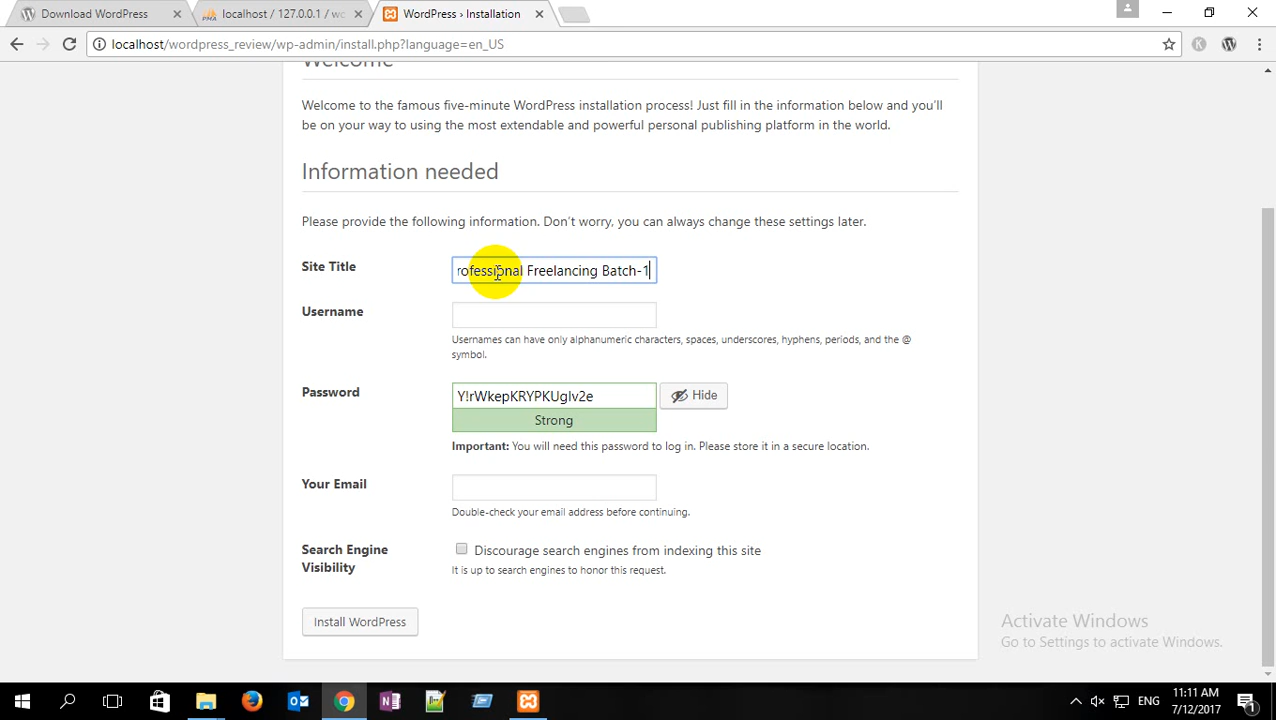 Download WordPress
localhost / 127.0.0.1 / wc
WordPress › Installation
localhost/wordpress_review/wp-admin/install.php?language=en_US
Welcome
Welcome to the famous five-minute WordPress installation process! Just fill in the information below and you'll
be on your way to using the most extendable and powerful personal publishing platform in the world.
Information needed
Please provide the following information. Don't worry, you can always change these settings later.
Site Title
rofessional Freelancing Batch-1
Username
Usernames can have only alphanumeric characters, spaces, underscores, hyphens, periods, and the @
symbol.
Password
Y!rWkepKRYPKUgIv2e
Hide
Strong
Important: You will need this password to log in. Please store it in a secure location.
Your Email
Double-check your email address before continuing.
Search Engine
Visibility
Discourage search engines from indexing this site
It is up to search engines to honor this request.
Install WordPress
Activate Windows
Go to Settings to activate Windows.
ENG
11:11 AM
7/12/2017